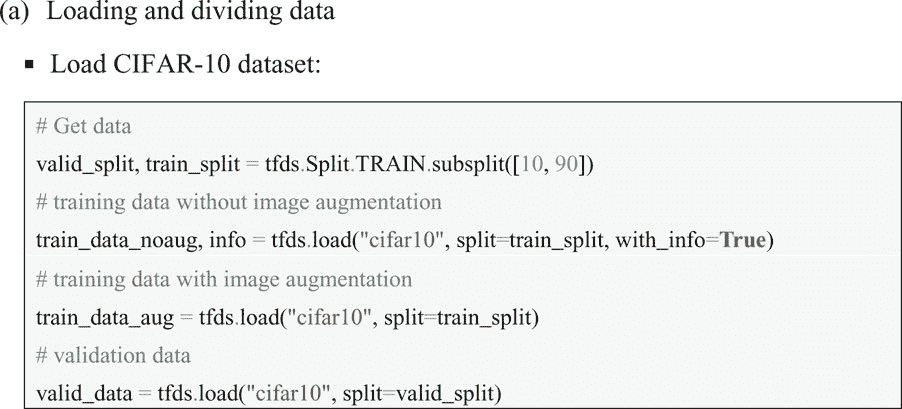 (a) Loading and dividing data
▪ Load CIFAR-10 dataset:
# Get data
valid_split, train_split = tfds.Split.TRAIN.subsplit([10, 90])
# training data without image augmentation
train_data_noaug, info = tfds.load("cifar10", split=train_split, with_info=True)
# training data with image augmentation
train_data_aug = tfds.load("cifar10", split=train_split)
# validation data
valid_data = tfds.load("cifar10", split=valid_split)